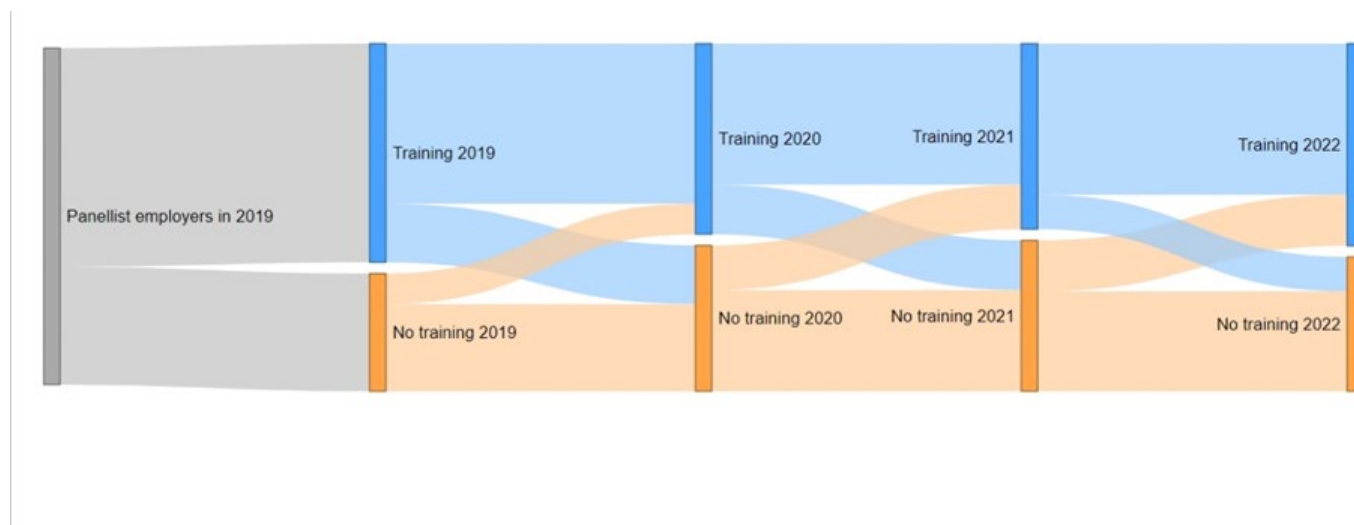 Panellist employers in 2019
Training 2019
No training 2019
Training 2020
No training 2020
Training 2021
No training 2021
Training 2022
No training 2022